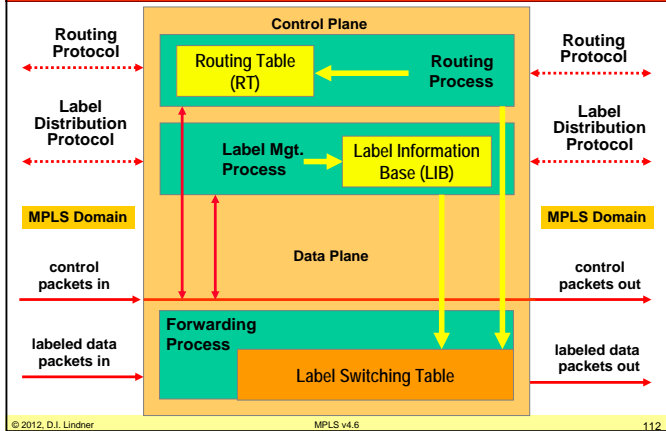 Control Plane
Routing
Protocol
Routing Table
(RT)
Routing
Process
Routing
Protocol
Label
Distribution
Protocol
Label Mgt.
Process
Label Information
Base (LIB)
Label
Distribution
Protocol
MPLS Domain
MPLS Domain
Data Plane
control
packets in
control
packets out
Forwarding
Process
labeled data
packets in
Label Switching Table
labeled data
packets out
© 2012, D.I. Lindner
MPLS v4.6
112